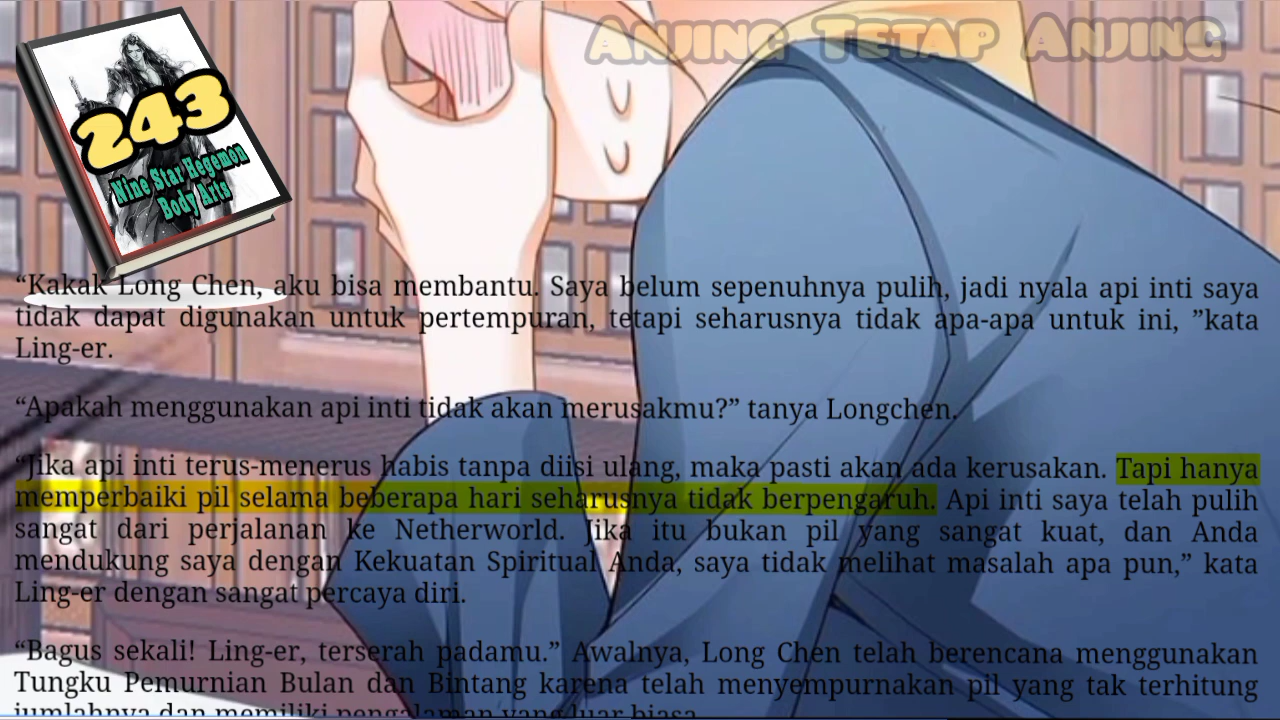 Anjing Tetap Anjing
243
Nine Star Hegemon
Body Arts
“Kakak Long Chen, aku bisa membantu. Saya belum sepenuhnya pulih, jadi nyala api inti saya
tidak dapat digunakan untuk pertempuran, tetapi seharusnya tidak apa-apa untuk ini, ”kata
Ling-er.
“Apakah menggunakan api inti tidak akan merusakmu?” tanya Longchen.
“Jika api inti terus-menerus habis tanpa diisi ulang, maka pasti akan ada kerusakan. Tapi hanya
memperbaiki pil selama beberapa hari seharusnya tidak berpengaruh. Api inti saya telah pulih
sangat dari perjalanan ke Netherworld. Jika itu bukan pil yang sangat kuat, dan Anda
mendukung saya dengan Kekuatan Spiritual Anda, saya tidak melihat masalah apa pun,” kata
Ling-er dengan sangat percaya diri.
“Bagus sekali! Ling-er, terserah padamu.” Awalnya, Long Chen telah berencana menggunakan
Tungku Pemurnian Bulan dan Bintang karena telah menyempurnakan pil yang tak terhitung
jumlahnya dan memiliki pengalaman yang luar biasa.